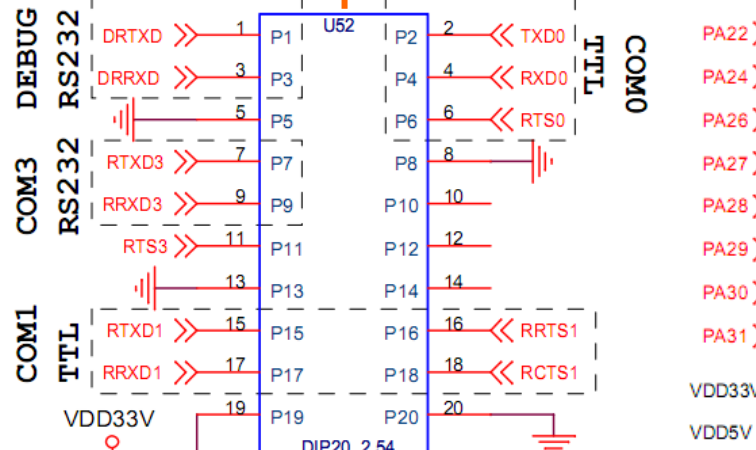 U52
DEBUG
RS232
DRTXD 1 P1
DRRXD 3 P3
5 P5
COM3
RS232
RTXD3 7 P7
RRXD3 9 P9
RTS3 11 P11
13 P13
COM1
TTL
RTXD1 15 P15
RRXD1 17 P17
VDD33V
19 P19
P2 2 TXD0
P4 4 RXD0
P6 6 RTS0
TTL
COM0
P8 8
P10 10
P12 12
P14 14
P16 16 RRTS1
P18 18 RCTS1
P20 20
DIP20_2.54
PA22
PA24
PA26
PA27
PA28
PA29
PA30
PA31
VDD33V
VDD5V